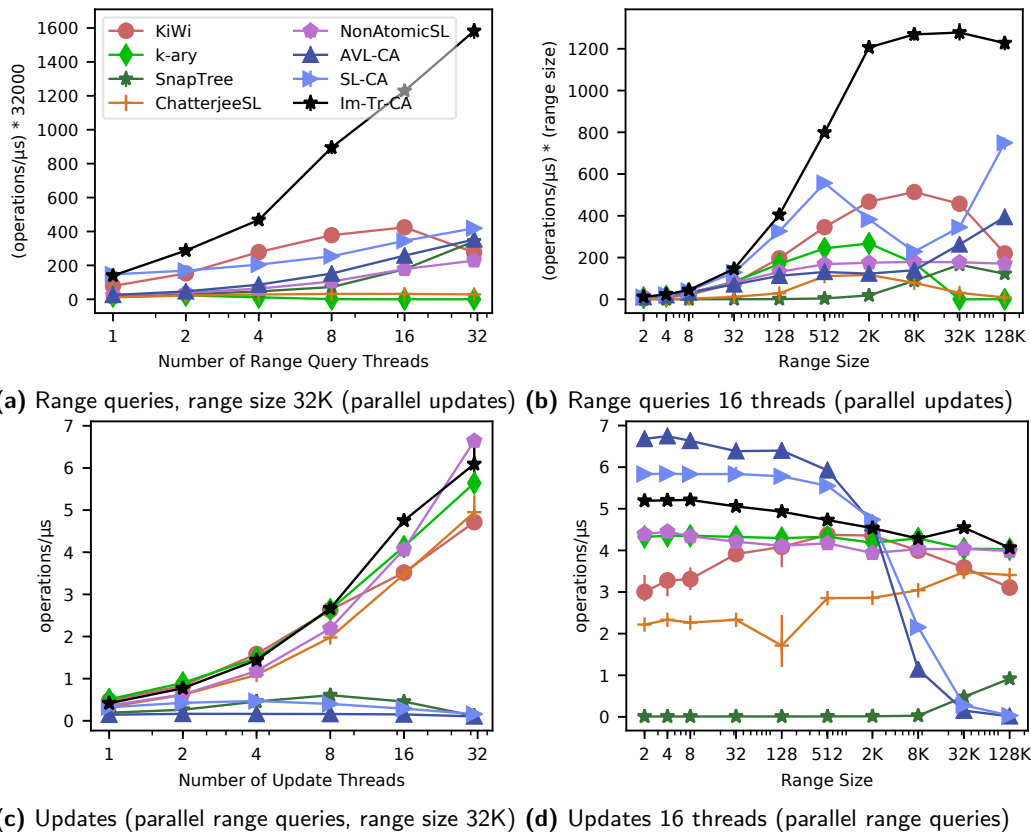 1600
1400
1200
1000
800
600
400
200
0
(operations/µs) * 32000
KiWi
k-ary
SnapTree
ChatterjeeSL
NonAtomicSL
AVL-CA
SL-CA
Im-Tr-CA
1 2 4 8 16 32
Number of Range Query Threads
1200
1000
800
600
400
200
0
(operations/µs) * (range size)
2 4 8 32 128 512 2K 8K 32K 128K
Range Size
(a) Range queries, range size 32K (parallel updates) (b) Range queries 16 threads (parallel updates)
7
6
5
4
3
2
1
0
operations/µs
1 2 4 8 16 32
Number of Update Threads
7
6
5
4
3
2
1
0
operations/µs
2 4 8 32 128 512 2K 8K 32K 128K
Range Size
(c) Updates (parallel range queries, range size 32K) (d) Updates 16 threads (parallel range queries)